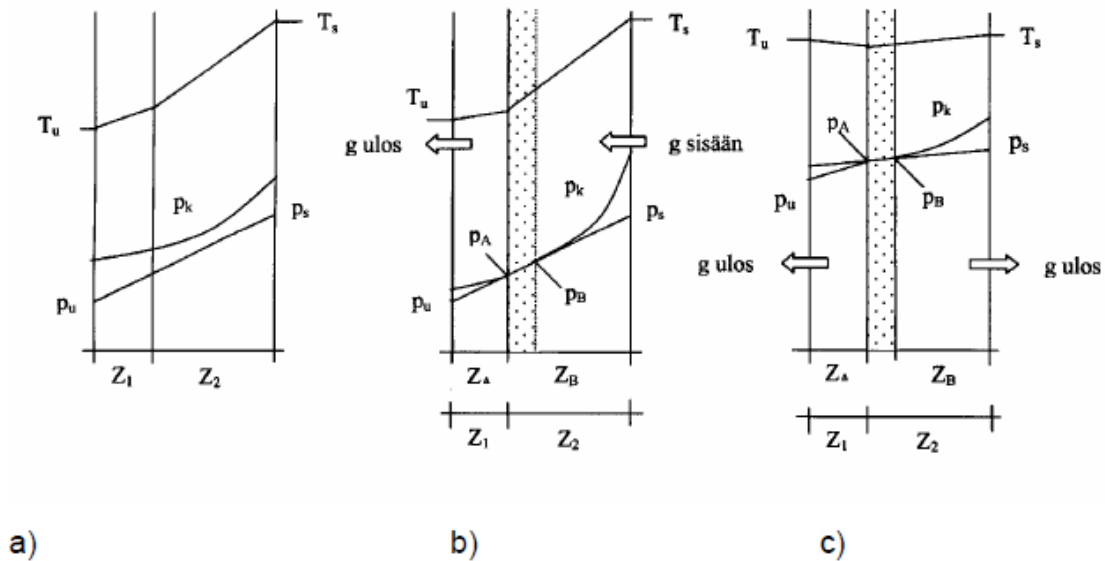 T_s
T_u
p_k
p_s
p_u
Z_1 Z_2
T_s
T_u
g ulos
g sisään
p_k
p_A
p_s
p_B
p_u
Z_A Z_B
Z_1 Z_2
T_u
T_s
p_A
p_k
p_s
p_u
p_B
g ulos
g ulos
Z_A Z_B
Z_1 Z_2
a)
b)
c)